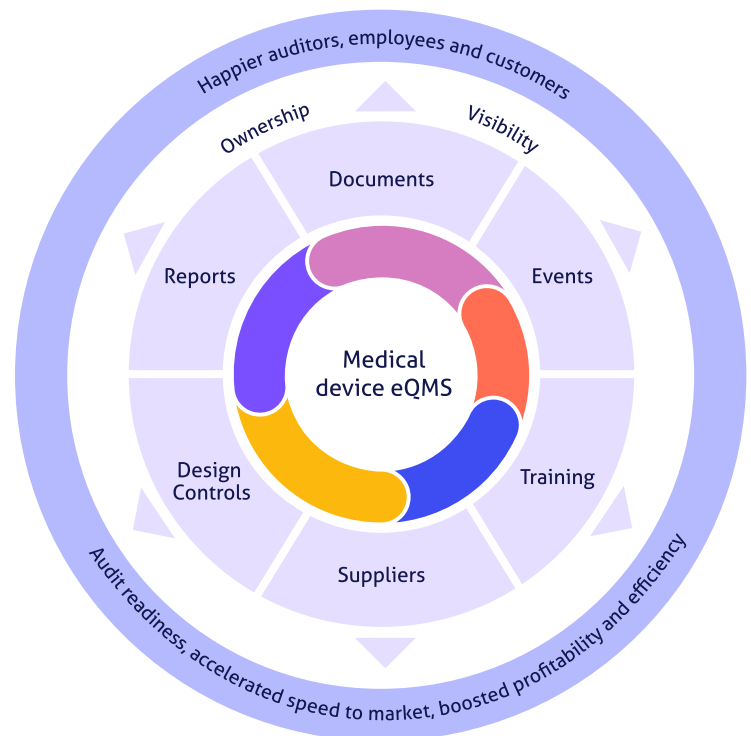 Happier auditors, employees and customers
Ownership
Visibility
Documents
Reports
Events
Medical
device eQMS
Design
Controls
Training
Suppliers
Audit readiness, accelerated speed to market, boosted profitability and efficiency